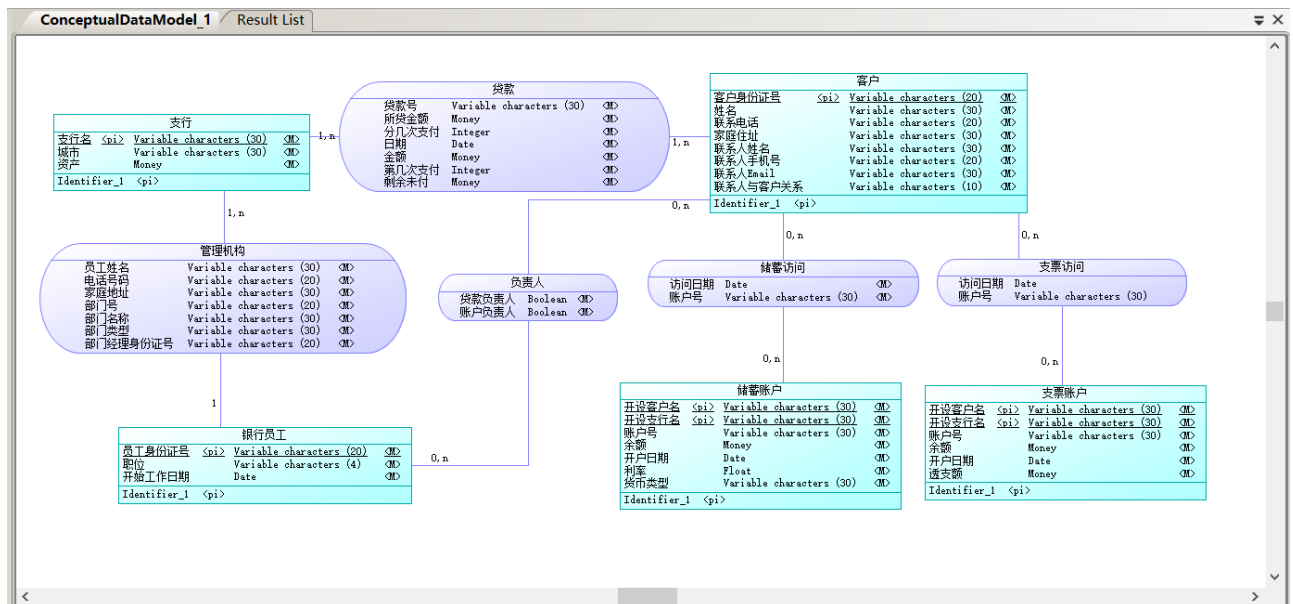 ConceptualDataModel_1 Result List
贷款
贷款号 Variable characters (30) <M>
所贷金额 Money <M>
分几次支付 Integer <M>
日期 Date <M>
金额 Money <M>
第几次支付 Integer <M>
剩余未付 Money <M>
客户
客户身份证号 <pi> Variable characters (20) <M>
姓名 Variable characters (30) <M>
联系电话 Variable characters (20) <M>
家庭住址 Variable characters (30) <M>
联系人姓名 Variable characters (30) <M>
联系人手机号 Variable characters (20) <M>
联系人Email Variable characters (30) <M>
联系人与客户关系 Variable characters (10) <M>
Identifier_1 <pi>
支行
支行名 <pi> Variable characters (30) <M>
城市 Variable characters (30) <M>
资产 Money <M>
Identifier_1 <pi>
1,n
1,n
1,n
0,n
0,n
0,n
管理机构
员工姓名 Variable characters (30) <M>
电话号码 Variable characters (20) <M>
家庭地址 Variable characters (30) <M>
部门号 Variable characters (20) <M>
部门名称 Variable characters (30) <M>
部门类型 Variable characters (30) <M>
部门经理身份证号 Variable characters (20) <M>
负责人
贷款负责人 Boolean <M>
账户负责人 Boolean <M>
储蓄访问
访问日期 Date <M>
账户号 Variable characters (30) <M>
支票访问
访问日期 Date
账户号 Variable characters (30)
0,n
0,n
1
0,n
银行员工
员工身份证号 <pi> Variable characters (20) <M>
职位 Variable characters (4) <M>
开始工作日期 Date <M>
Identifier_1 <pi>
储蓄账户
开设客户名 <pi> Variable characters (30) <M>
开设支行名 <pi> Variable characters (30) <M>
账户号 Variable characters (30) <M>
余额 Money <M>
开户日期 Date <M>
利率 Float <M>
货币类型 Variable characters (30) <M>
Identifier_1 <pi>
支票账户
开设客户名 <pi> Variable characters (30) <M>
开设支行名 <pi> Variable characters (30) <M>
账户号 Variable characters (30) <M>
余额 Money <M>
开户日期 Date <M>
透支额 Money <M>
Identifier_1 <pi>